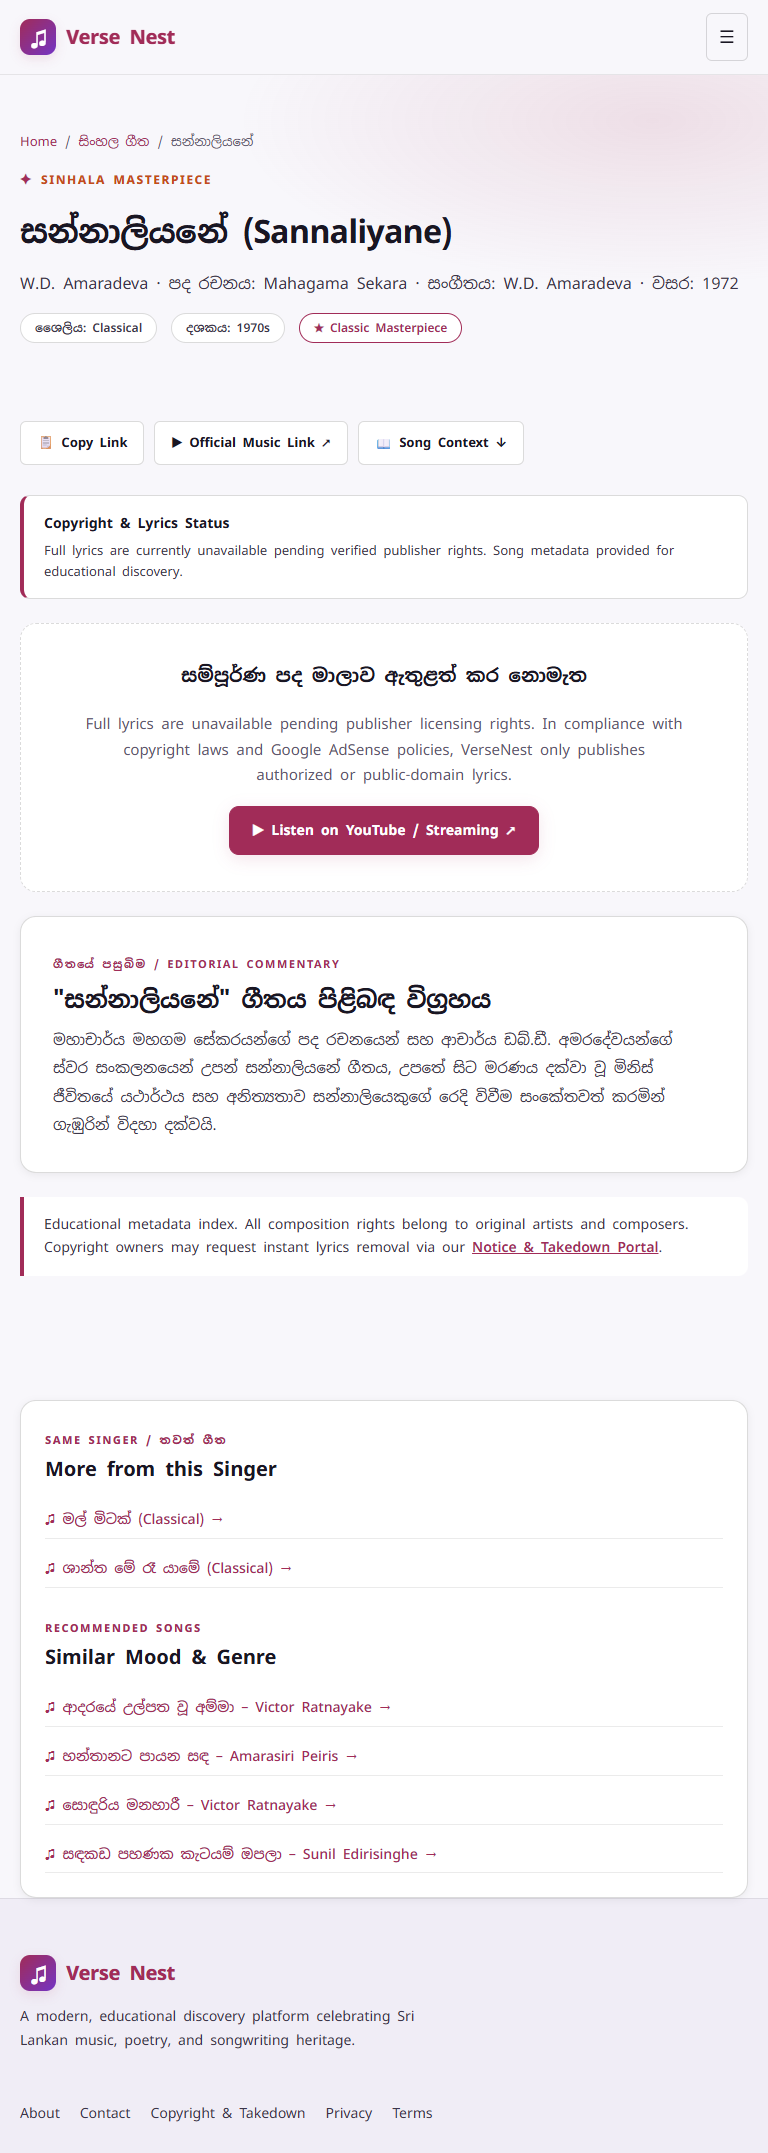 Verse Nest
☰
Home / සිංහල ගීත / සන්නාලියනේ
✦ SINHALA MASTERPIECE
සන්නාලියනේ (Sannaliyane)
W.D. Amaradeva · පද රචනය: Mahagama Sekara · සංගීතය: W.D. Amaradeva · වසර: 1972
ශෛලිය: Classical දශකය: 1970s ★ Classic Masterpiece
📋 Copy Link ▶ Official Music Link ↗ 📖 Song Context ↓
Copyright & Lyrics Status
Full lyrics are currently unavailable pending verified publisher rights. Song metadata provided for
educational discovery.
සම්පූර්ණ පද මාලාව ඇතුළත් කර නොමැත
Full lyrics are unavailable pending publisher licensing rights. In compliance with
copyright laws and Google AdSense policies, VerseNest only publishes
authorized or public-domain lyrics.
▶ Listen on YouTube / Streaming ↗
ගීතයේ පසුබිම / EDITORIAL COMMENTARY
"සන්නාලියනේ" ගීතය පිළිබඳ විග්‍රහය
මහාචාර්ය මහගම සේකරයන්ගේ පද රචනයෙන් සහ ආචාර්ය ඩබ්.ඩී. අමරදේවයන්ගේ
ස්වර සංකලනයෙන් උපන් සන්නාලියනේ ගීතය, උපතේ සිට මරණය දක්වා වූ මිනිස්
ජීවිතයේ යථාර්ථය සහ අනිත්‍යතාව සන්නාලියෙකුගේ රෙදි විවීම සංකේතවත් කරමින්
ගැඹුරින් විදහා දක්වයි.
Educational metadata index. All composition rights belong to original artists and composers.
Copyright owners may request instant lyrics removal via our Notice & Takedown Portal.
SAME SINGER / තවත් ගීත
More from this Singer
♫ මල් මිටක් (Classical) →
♫ ශාන්ත මේ රෑ යාමේ (Classical) →
RECOMMENDED SONGS
Similar Mood & Genre
♫ ආදරයේ උල්පත වූ අම්මා – Victor Ratnayake →
♫ හන්තානට පායන සඳ – Amarasiri Peiris →
♫ සොඳුරිය මනහාරී – Victor Ratnayake →
♫ සඳකඩ පහණක කැටයම් ඔපලා – Sunil Edirisinghe →
Verse Nest
A modern, educational discovery platform celebrating Sri
Lankan music, poetry, and songwriting heritage.
About Contact Copyright & Takedown Privacy Terms